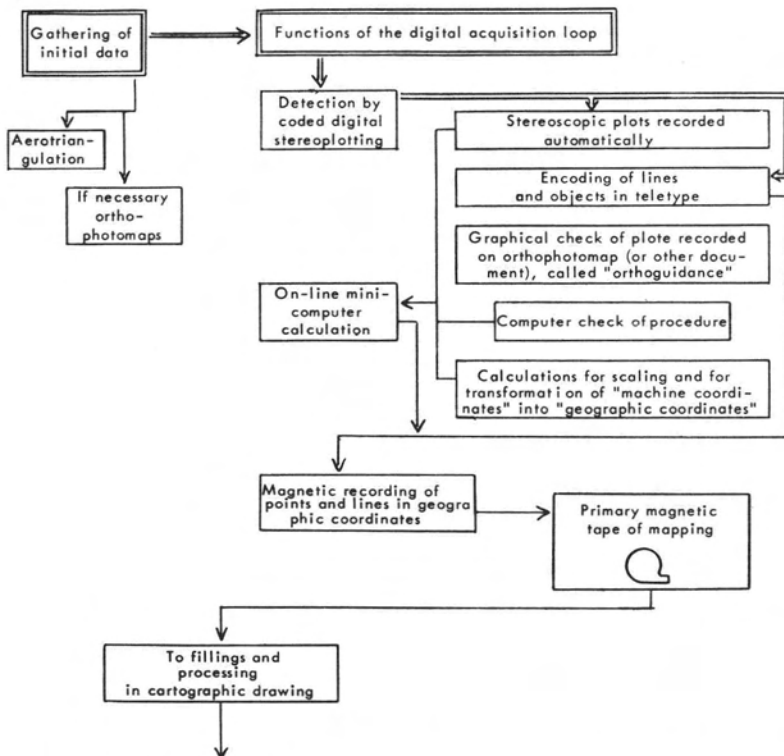 Gathering of
initial data
Functions of the digital acquisition loop
Aerotrian-
gulation
If necessary
ortho-
photomaps
Detection by
coded digital
stereoplotting
Stereoscopic plots recorded
automatically
Encoding of lines
and objects in teletype
Graphical check of plote recorded
on orthophotomap (or other docu-
ment), called "orthoguidance"
On-line mini-
computer
calculation
Computer check of procedure
Calculations for scaling and for
transformation of "machine coordi-
nates" into "geographic coordinates"
Magnetic recording of
points and lines in geogra
phic coordinates
Primary magnetic
tape of mapping
To fillings and
processing
in cartographic drawing